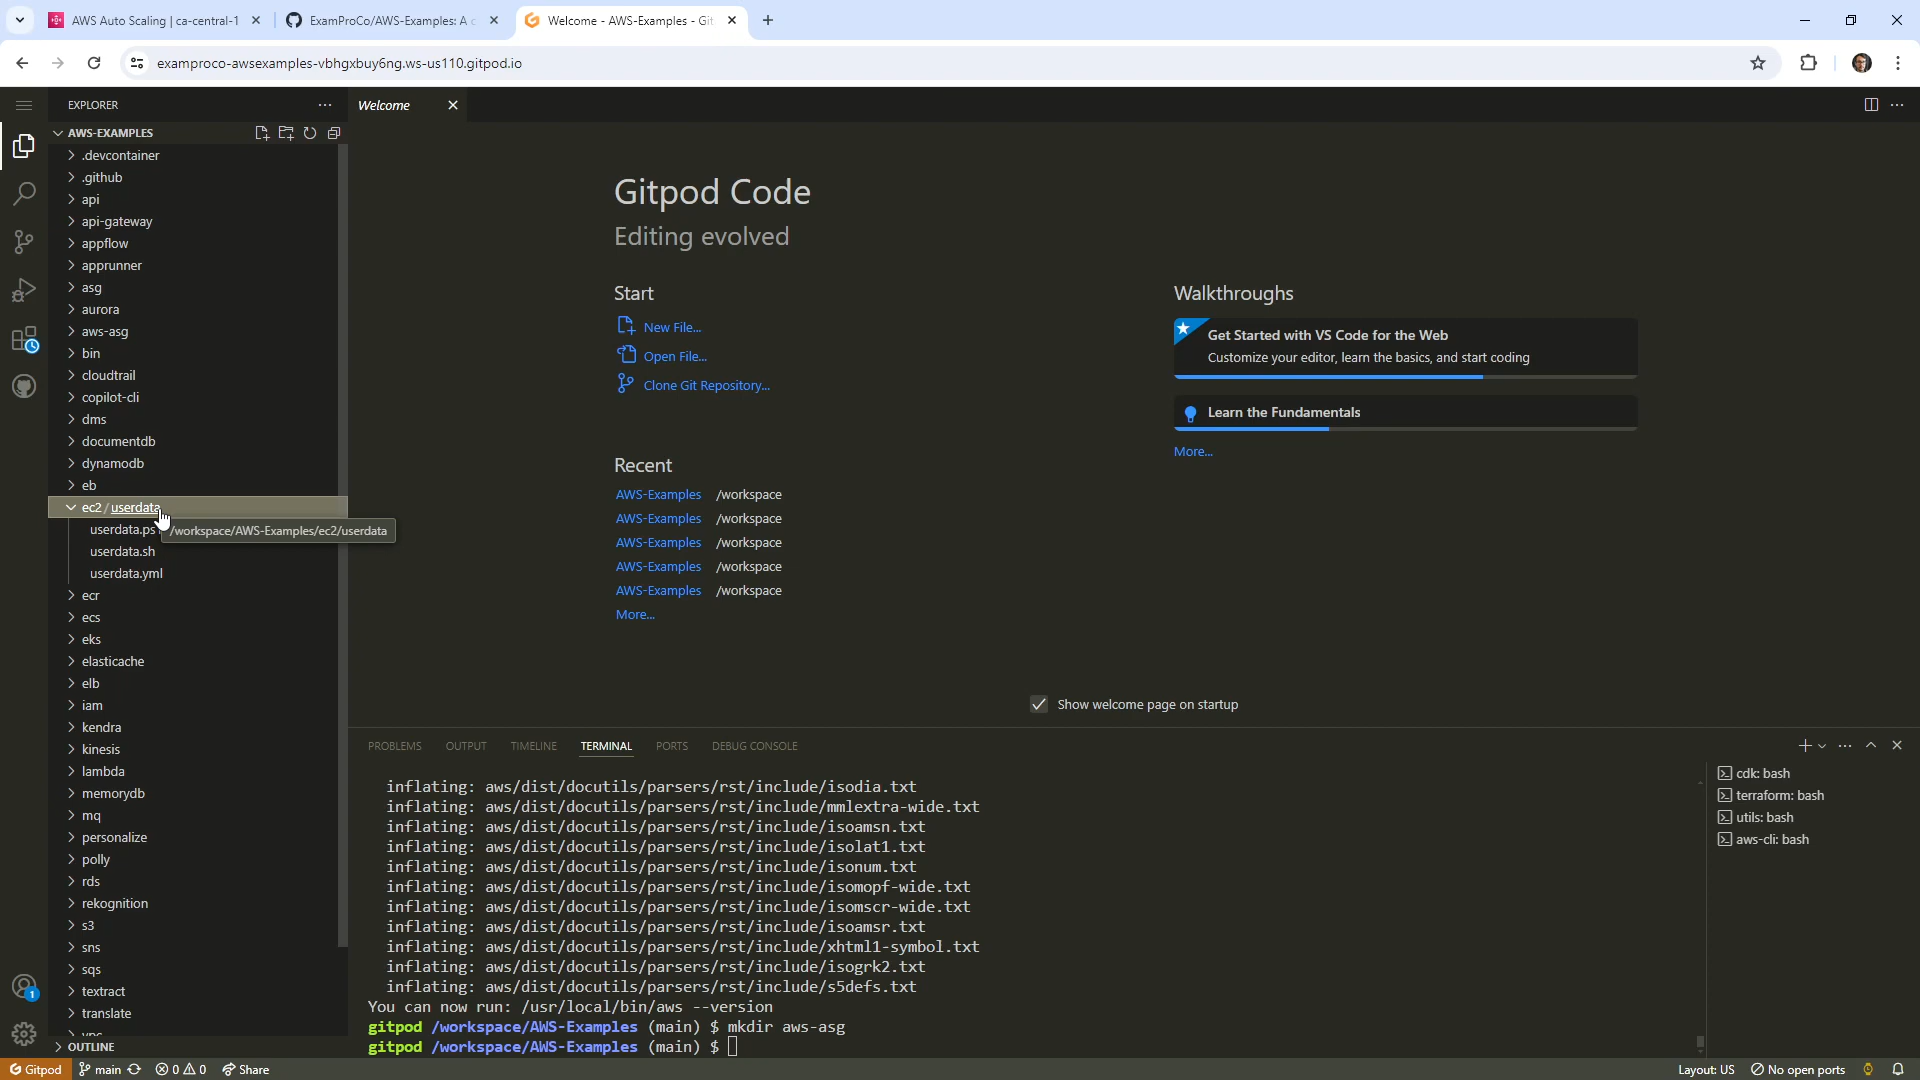 AWS Auto Scaling | ca-central-1
ExamProCo/AWS-Examples: A c
Welcome - AWS-Examples - Git
examproco-awsexamples-vbhgxbuy6ng.ws-us110.gitpod.io
EXPLORER
Welcome
AWS-EXAMPLES
.devcontainer
.github
api
api-gateway
appflow
apprunner
asg
aurora
aws-asg
bin
cloudtrail
copilot-cli
dms
documentdb
dynamodb
eb
ec2 / userdata
userdata.ps1
/workspace/AWS-Examples/ec2/userdata
userdata.sh
userdata.yml
ecr
ecs
eks
elasticache
elb
iam
kendra
kinesis
lambda
memorydb
mq
personalize
polly
rds
rekognition
s3
sns
sqs
textract
translate
vpc
OUTLINE
Gitpod Code
Editing evolved
Start
New File...
Open File...
Clone Git Repository...
Recent
AWS-Examples /workspace
AWS-Examples /workspace
AWS-Examples /workspace
AWS-Examples /workspace
AWS-Examples /workspace
More...
Walkthroughs
Get Started with VS Code for the Web
Customize your editor, learn the basics, and start coding
Learn the Fundamentals
More...
Show welcome page on startup
PROBLEMS OUTPUT TIMELINE TERMINAL PORTS DEBUG CONSOLE
inflating: aws/dist/docutils/parsers/rst/include/isodia.txt
inflating: aws/dist/docutils/parsers/rst/include/mmlextra-wide.txt
inflating: aws/dist/docutils/parsers/rst/include/isoamsn.txt
inflating: aws/dist/docutils/parsers/rst/include/isolat1.txt
inflating: aws/dist/docutils/parsers/rst/include/isonum.txt
inflating: aws/dist/docutils/parsers/rst/include/isomopf-wide.txt
inflating: aws/dist/docutils/parsers/rst/include/isomscr-wide.txt
inflating: aws/dist/docutils/parsers/rst/include/isoamsr.txt
inflating: aws/dist/docutils/parsers/rst/include/xhtml1-symbol.txt
inflating: aws/dist/docutils/parsers/rst/include/isogrk2.txt
inflating: aws/dist/docutils/parsers/rst/include/s5defs.txt
You can now run: /usr/local/bin/aws --version
gitpod /workspace/AWS-Examples (main) $ mkdir aws-asg
gitpod /workspace/AWS-Examples (main) $
cdk: bash
terraform: bash
utils: bash
aws-cli: bash
1
Gitpod main 0 0 Share
Layout: US No open ports